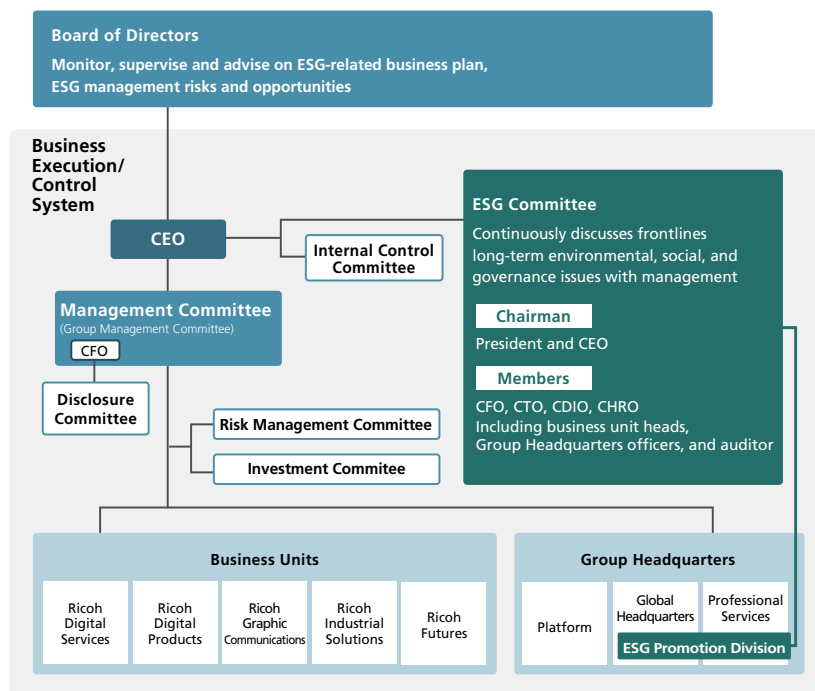 Board of Directors
Monitor, supervise and advise on ESG-related business plan,
ESG management risks and opportunities
Business
Execution/
Control
System
CEO
Internal Control
Committee
ESG Committee
Continuously discusses frontlines
long-term environmental, social, and
governance issues with management
Chairman
President and CEO
Members
CFO, CTO, CDIO, CHRO
Including business unit heads,
Group Headquarters officers, and auditor
Management Committee
(Group Management Committee)
CFO
Disclosure
Committee
Risk Management Committee
Investment Commitee
Business Units
Ricoh
Digital
Services
Ricoh
Digital
Products
Ricoh
Graphic
Communications
Ricoh
Industrial
Solutions
Ricoh
Futures
Group Headquarters
Platform
Global
Headquarters
Professional
Services
ESG Promotion Division